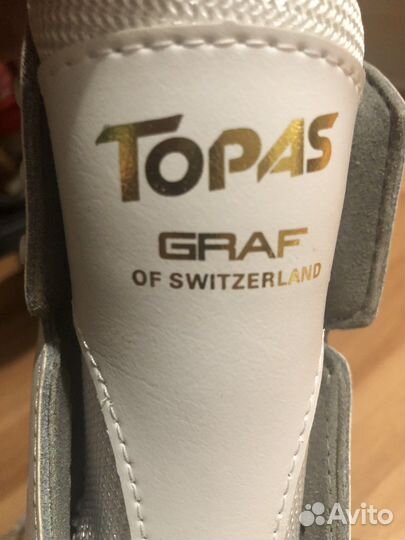 TOPAS
GRAF
OF SWITZERLAND
Avito